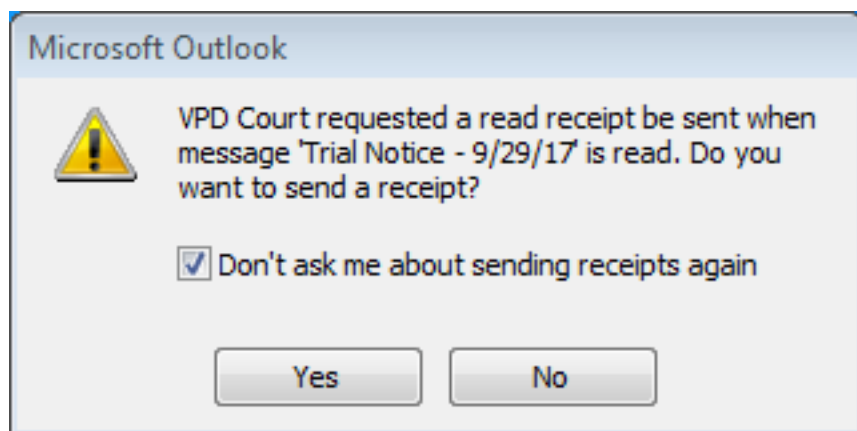 Microsoft Outlook
VPD Court requested a read receipt be sent when
message 'Trial Notice - 9/29/17' is read. Do you
want to send a receipt?
Don't ask me about sending receipts again
Yes
No